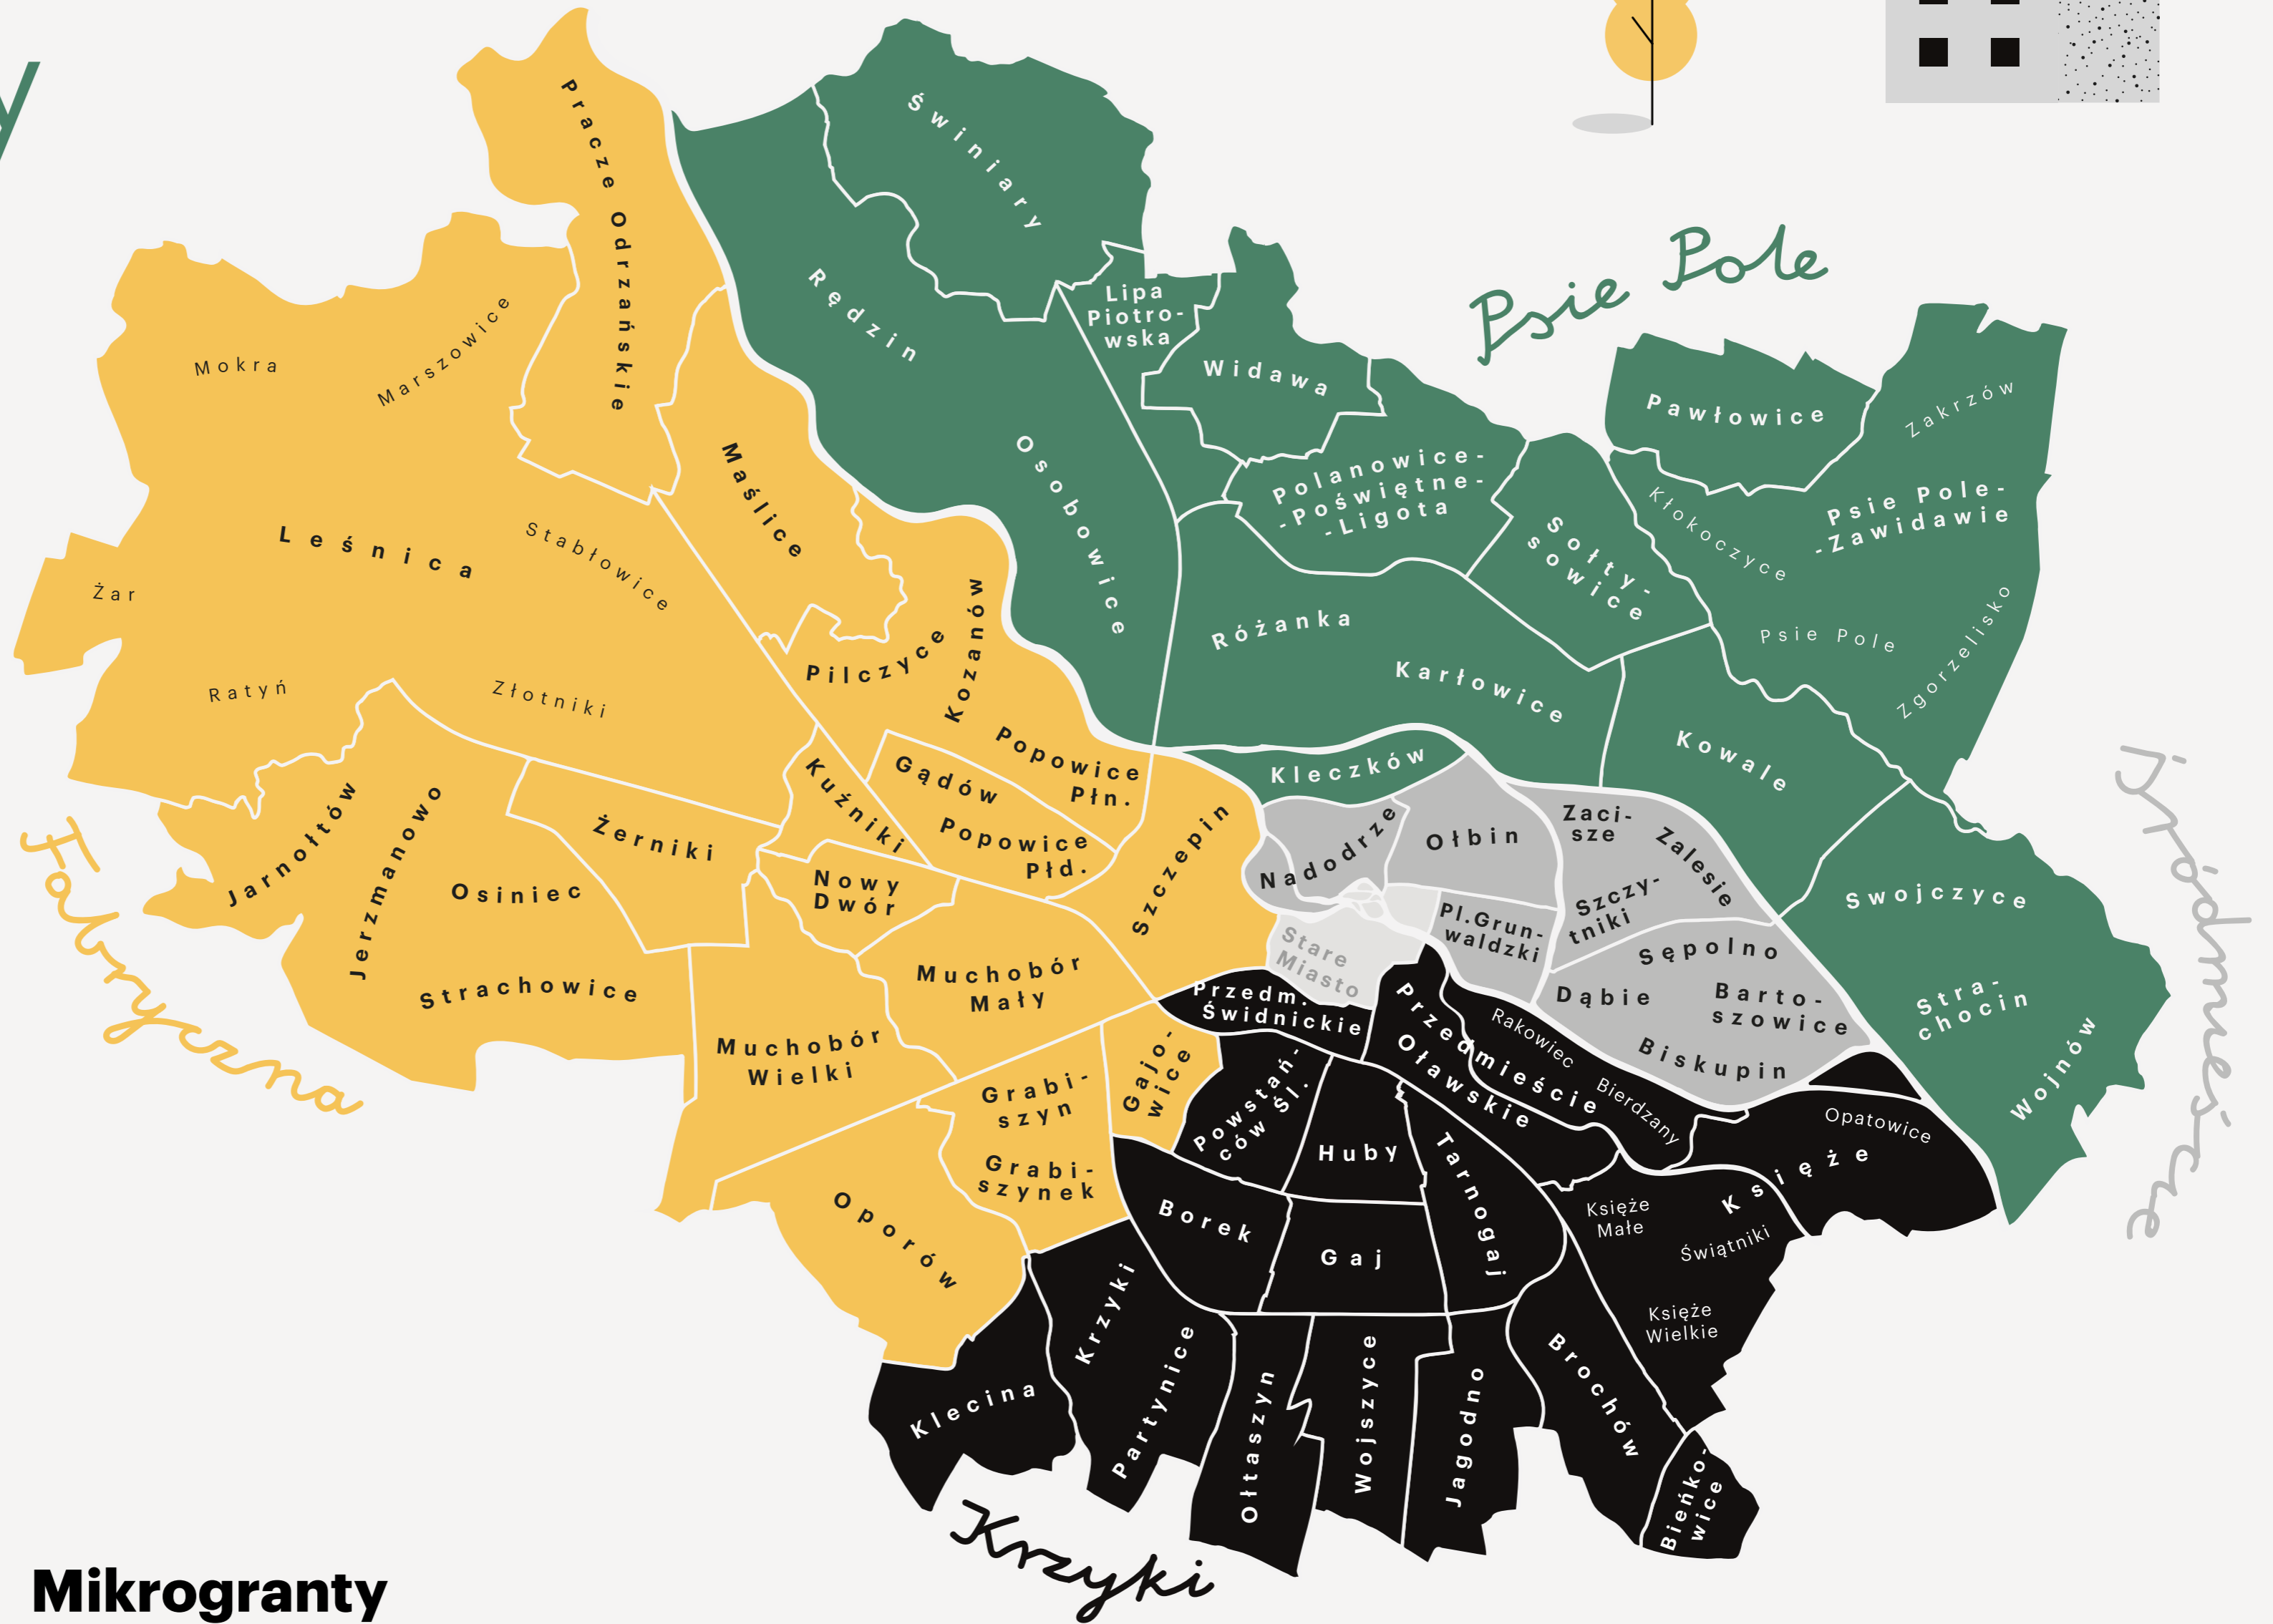 Pracze Odrzańskie
Świniary
Rędzin
Lipa
Piotro-
wska
Psie Pole
Mokra
Marszowice
Widawa
Pawłowice
Zakrzów
Maślice
Osobowice
Polanowice-
-Poświętne-
-Ligota
Kłokoczyce
Psie Pole-
-Zawidawie
Leśnica
Stabłowice
Sołty-
sowice
Żar
Kozanów
Różanka
Psie Pole
Zgorzelisko
Pilczyce
Karłowice
Ratyń
Złotniki
Popowice
Płn.
Kowale
Kleczków
Gądów
Kuźniki
Jarnołtów
Jerzmanowo
Żerniki
Popowice
Płd.
Szczepin
Nadodrze
Ołbin
Zaci-
sze
Zalesie
Osiniec
Nowy
Dwór
Szczy-
tniki
Swojczyce
Pl.Grun-
waldzki
Stare
Miasto
Sępolno
Strachowice
Muchobór
Mały
Przedm.
Świdnickie
Dąbie
Barto-
szowice
Stra-
chocin
Fabryczna
Muchobór
Wielki
Przedmieście
Oławskie
Rakowiec
Biskupin
Wojnów
Śródmieście
Grabi-
szyn
Gajo-
wice
Powstań-
ców Śl.
Bierdzany
Opatowice
Huby
Tarnogaj
Księże
Grabi-
szynek
Oporów
Borek
Księże
Małe
Świątniki
Gaj
Krzyki
Księże
Wielkie
Klecina
Partynice
Ołtaszyn
Wojszyce
Jagodno
Brochów
Bieńko-
wice
Krzyki
Mikrogranty